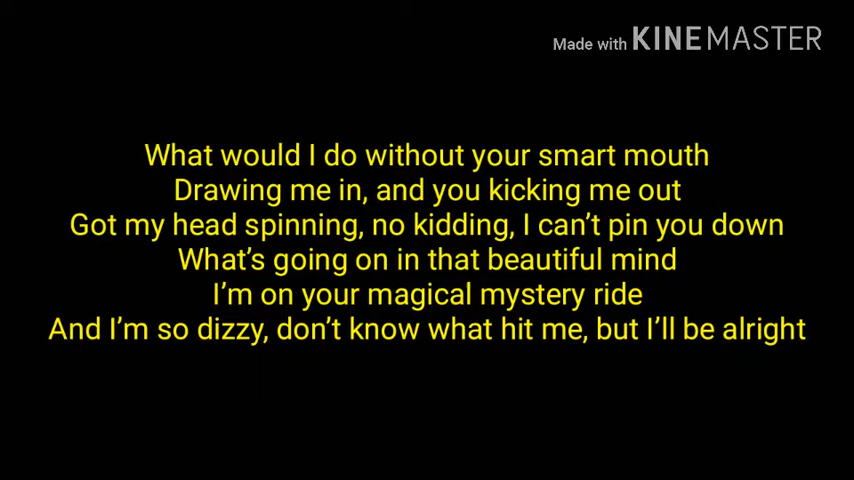 Made with KINEMASTER
What would I do without your smart mouth
Drawing me in, and you kicking me out
Got my head spinning, no kidding, I can’t pin you down
What’s going on in that beautiful mind
I’m on your magical mystery ride
And I’m so dizzy, don’t know what hit me, but I’ll be alright